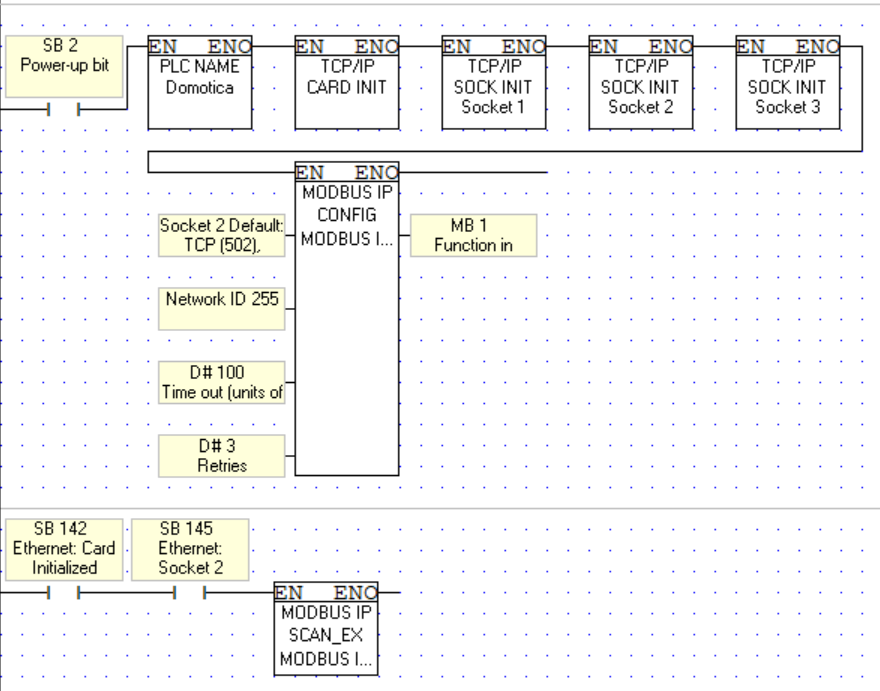 SB 2
Power-up bit
EN ENO
PLC NAME
Domotica
EN ENO
TCP/IP
CARD INIT
EN ENO
TCP/IP
SOCK INIT
Socket 1
EN ENO
TCP/IP
SOCK INIT
Socket 2
EN ENO
TCP/IP
SOCK INIT
Socket 3
EN ENO
MODBUS IP
CONFIG
MODBUS I...
Socket 2 Default:
TCP (502),
Network ID 255
D# 100
Time out (units of
D# 3
Retries
MB 1
Function in
SB 142
Ethernet: Card
Initialized
SB 145
Ethernet:
Socket 2
EN ENO
MODBUS IP
SCAN_EX
MODBUS I...